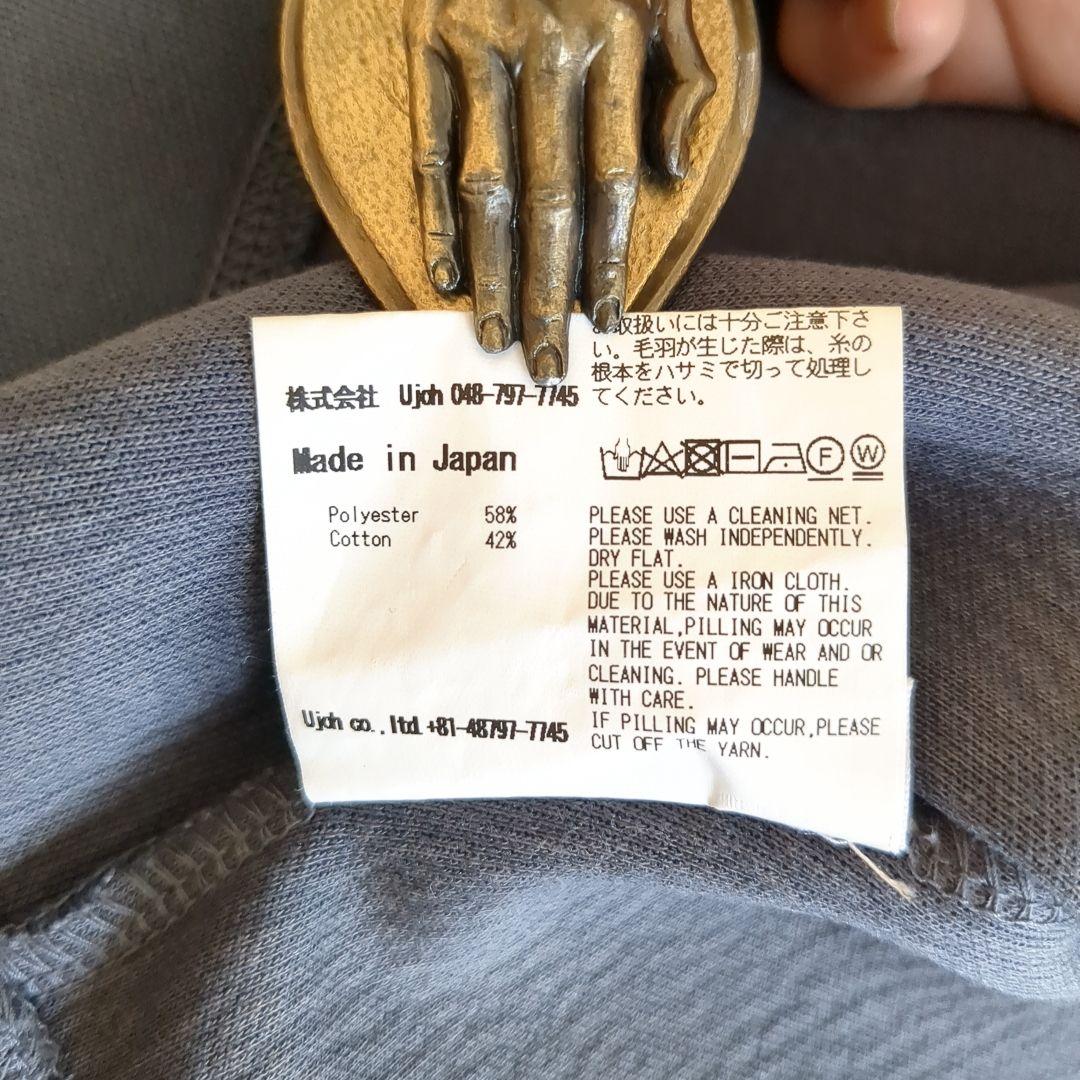 取扱いには十分ご注意下さ
い。毛羽が生じた際は、糸の
根本をハサミで切って処理し
てください。
株式会社 Ujoh 048-797-7745
Made in Japan
Polyester 58%
Cotton 42%
Ujoh co.,ltd +81-48797-7745
F W
PLEASE USE A CLEANING NET.
PLEASE WASH INDEPENDENTLY.
DRY FLAT.
PLEASE USE A IRON CLOTH.
DUE TO THE NATURE OF THIS
MATERIAL,PILLING MAY OCCUR
IN THE EVENT OF WEAR AND OR
CLEANING. PLEASE HANDLE
WITH CARE.
IF PILLING MAY OCCUR,PLEASE
CUT OFF THE YARN.